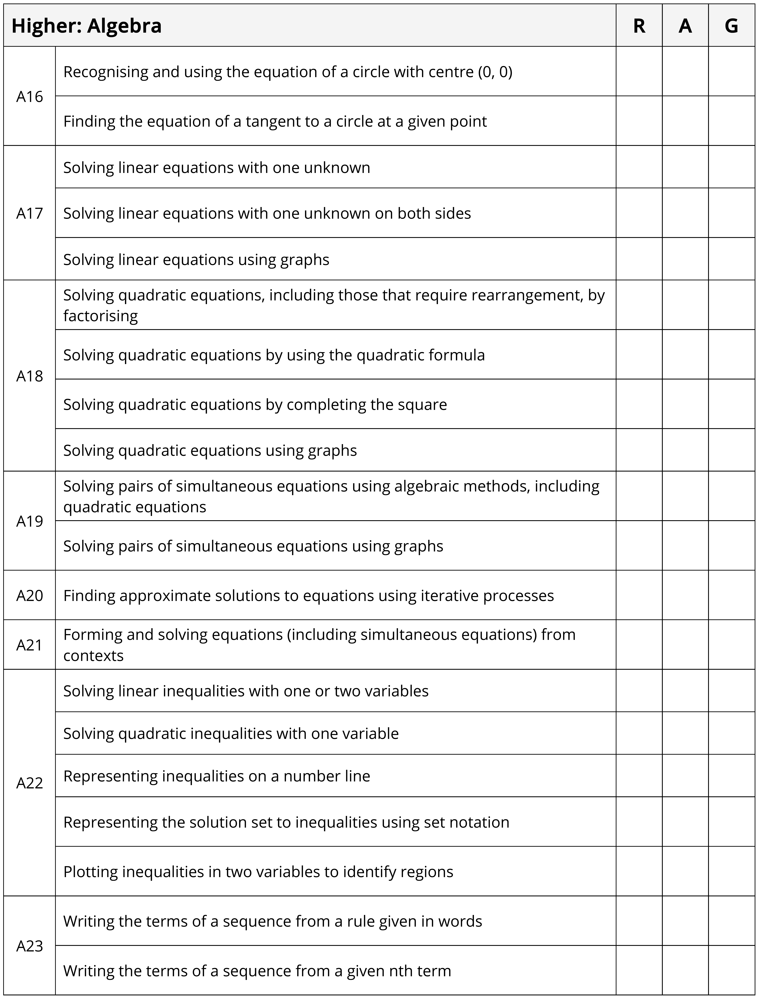 Higher: Algebra R A G
A16
Recognising and using the equation of a circle with centre (0, 0)
Finding the equation of a tangent to a circle at a given point
A17
Solving linear equations with one unknown
Solving linear equations with one unknown on both sides
Solving linear equations using graphs
A18
Solving quadratic equations, including those that require rearrangement, by
factorising
Solving quadratic equations by using the quadratic formula
Solving quadratic equations by completing the square
Solving quadratic equations using graphs
A19
Solving pairs of simultaneous equations using algebraic methods, including
quadratic equations
Solving pairs of simultaneous equations using graphs
A20
Finding approximate solutions to equations using iterative processes
A21
Forming and solving equations (including simultaneous equations) from
contexts
A22
Solving linear inequalities with one or two variables
Solving quadratic inequalities with one variable
Representing inequalities on a number line
Representing the solution set to inequalities using set notation
Plotting inequalities in two variables to identify regions
A23
Writing the terms of a sequence from a rule given in words
Writing the terms of a sequence from a given nth term